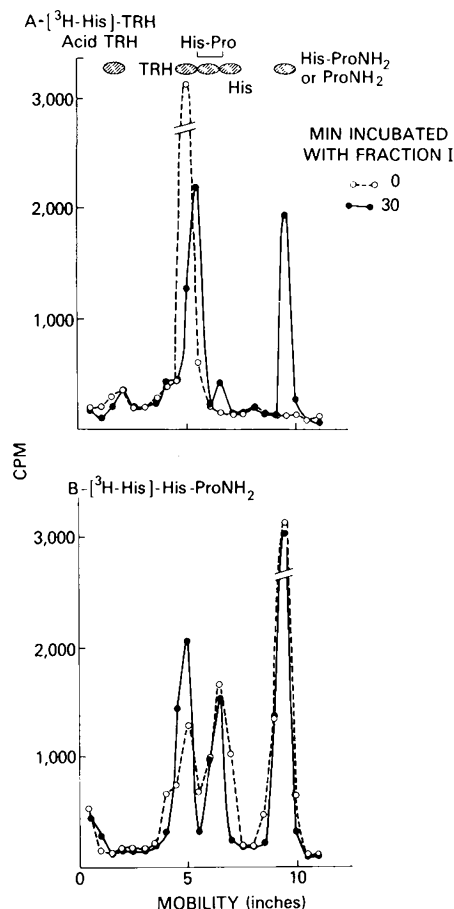 A-[³H-His]-TRH
Acid TRH
His-Pro
TRH
His
His-ProNH₂
or ProNH₂
MIN INCUBATED
WITH FRACTION I
0
30
3,000
2,000
1,000
CPM
B-[³H-His]-His-ProNH₂
3,000
2,000
1,000
0 5 10
MOBILITY (inches)